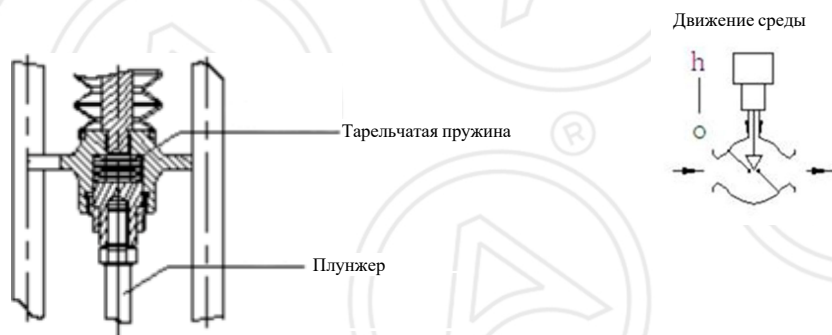 Движение среды
h
o
Тарельчатая пружина
Плунжер
®